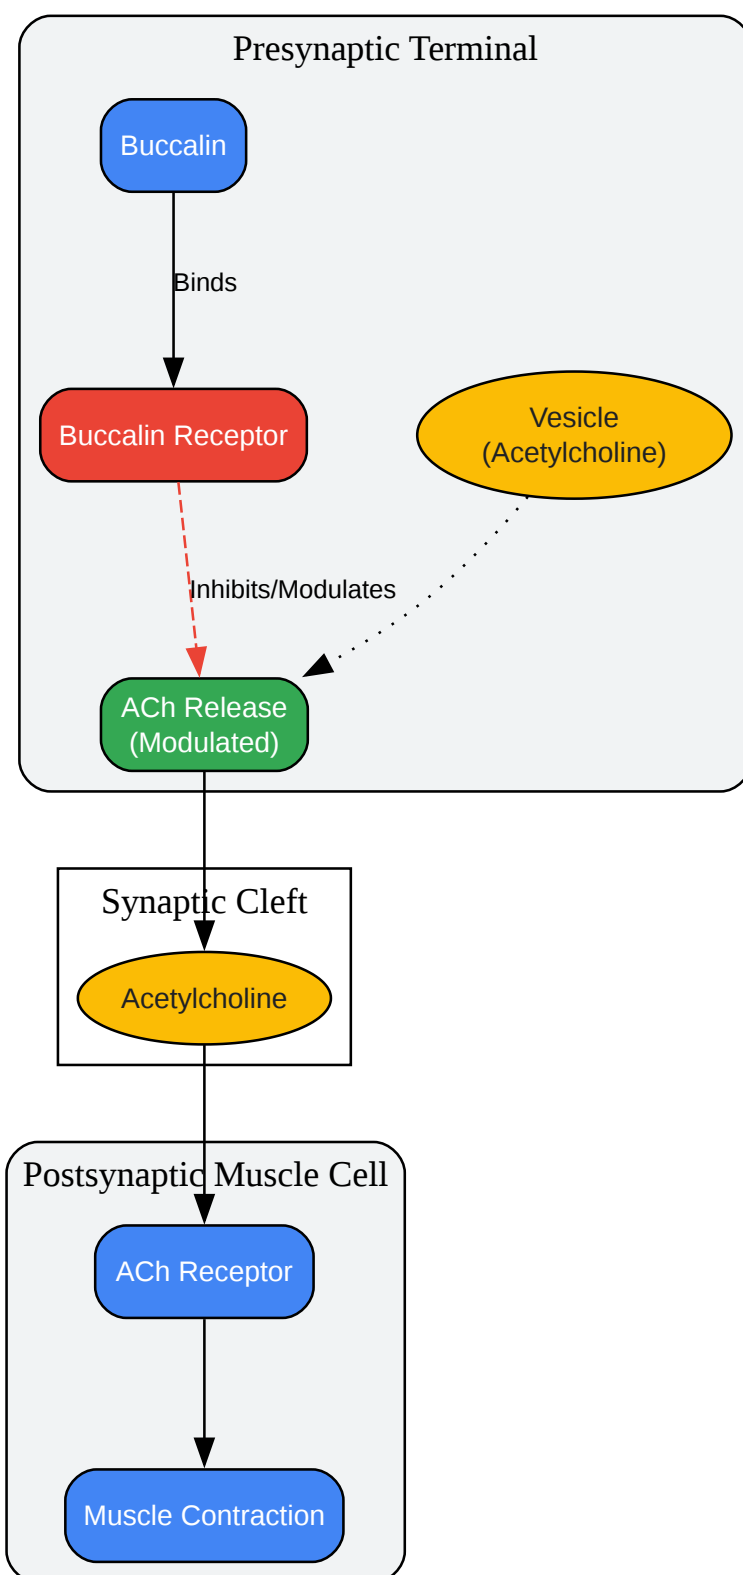 Presynaptic Terminal
Buccalin
Binds
Buccalin Receptor
Vesicle
(Acetylcholine)
Inhibits/Modulates
ACh Release
(Modulated)
Synaptic Cleft
Acetylcholine
Postsynaptic Muscle Cell
ACh Receptor
Muscle Contraction